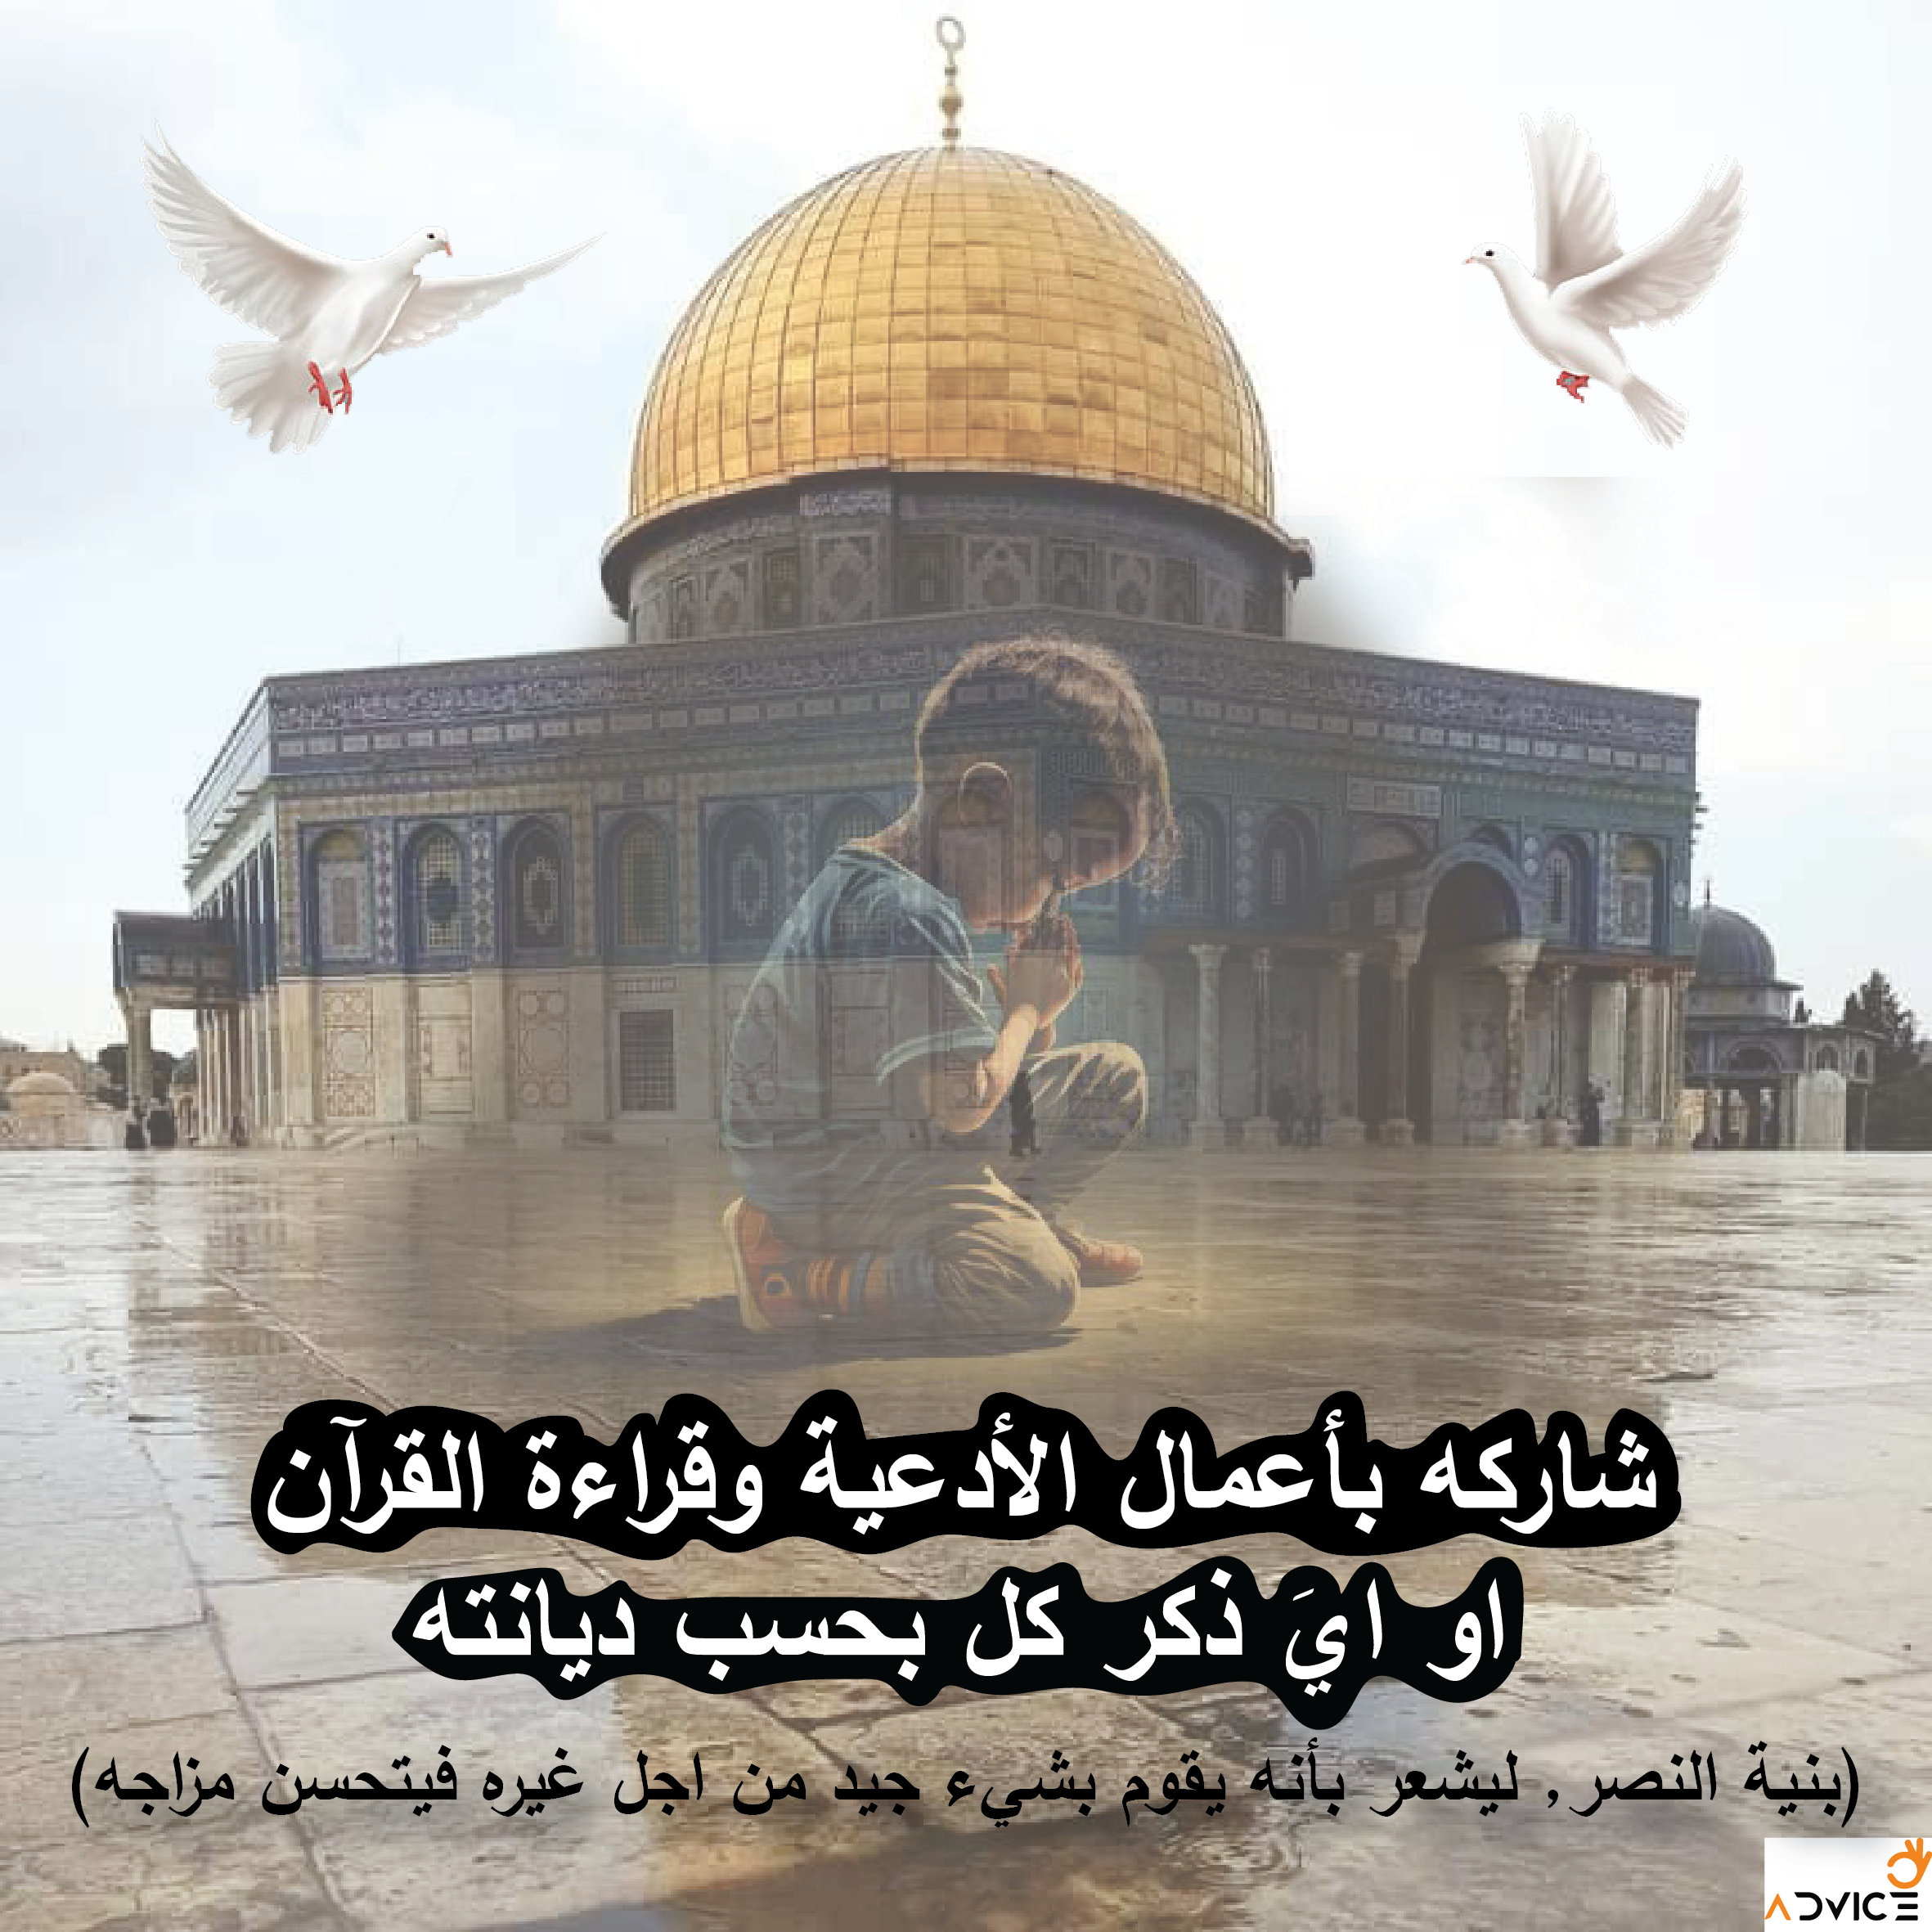 شاركه بأعمال الأدعية وقراءة القرآن
او ايَ ذكر كل بحسب ديانته
(بنية النصر, ليشعر بأنه يقوم بشيء جيد من اجل غيره فيتحسن مزاجه)
ADVICE